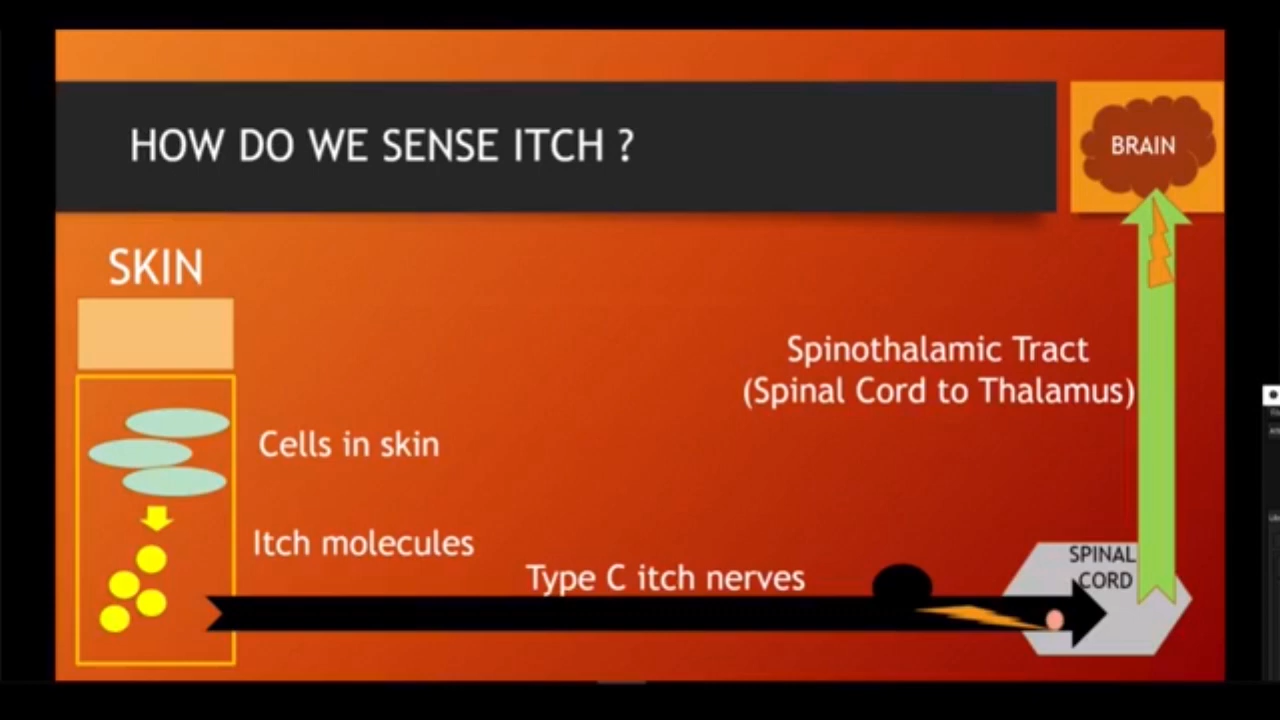 HOW DO WE SENSE ITCH ?
BRAIN
SKIN
Spinothalamic Tract
(Spinal Cord to Thalamus)
Cells in skin
Itch molecules
Type C itch nerves
SPINAL
CORD